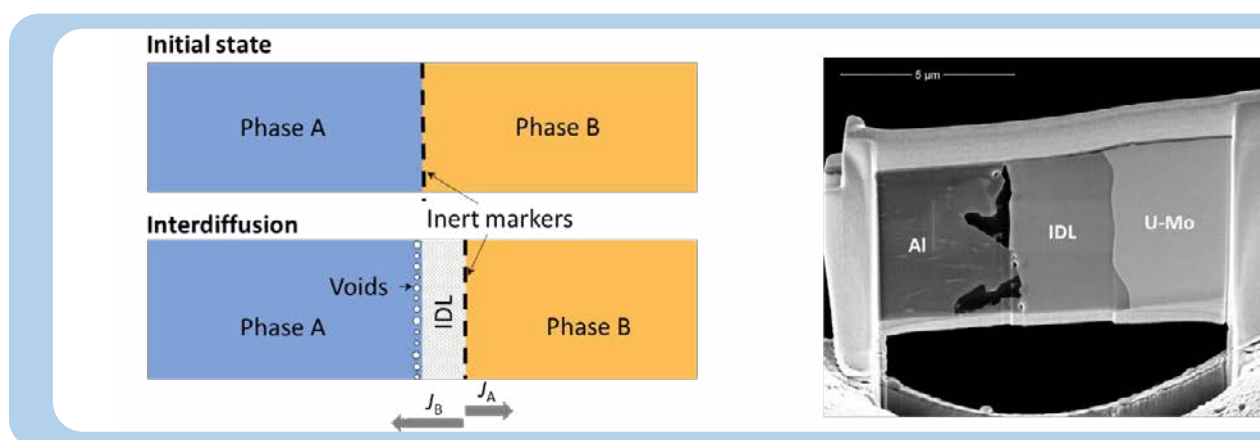 Initial state
Phase A
Phase B
Inert markers
Interdiffusion
Voids
IDL
Phase A
Phase B
J_B
J_A
5 μm
Al
IDL
U-Mo